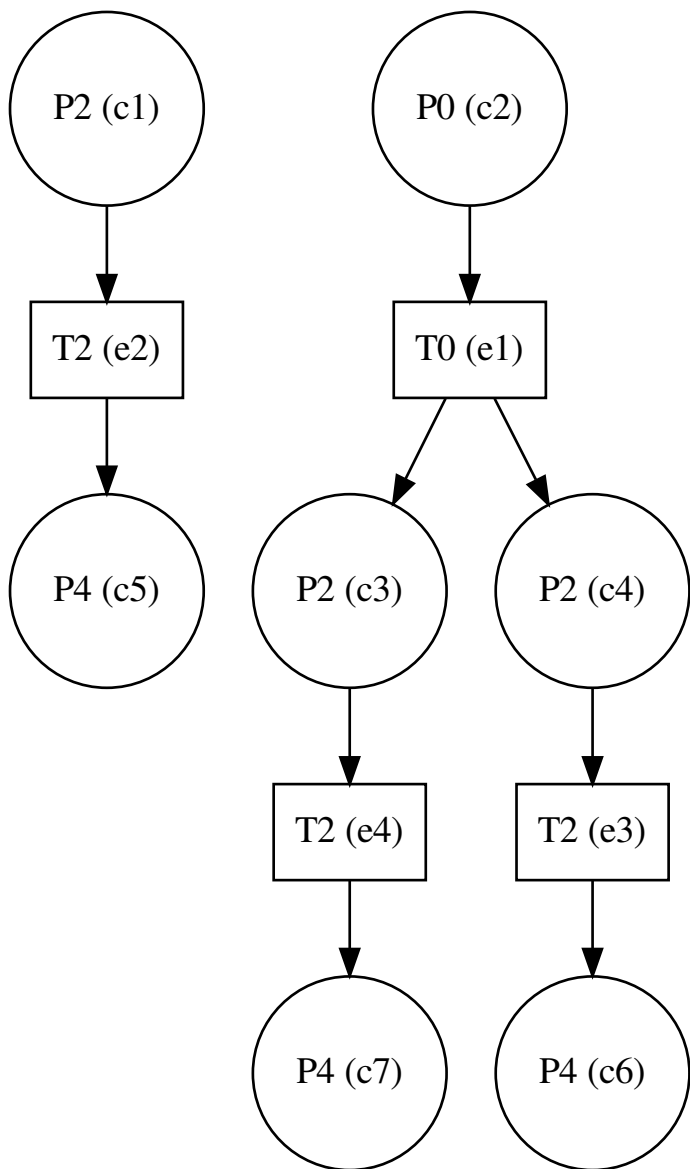 P2 (c1)
P0 (c2)
T2 (e2)
T0 (e1)
P4 (c5)
P2 (c3)
P2 (c4)
T2 (e4)
T2 (e3)
P4 (c7)
P4 (c6)